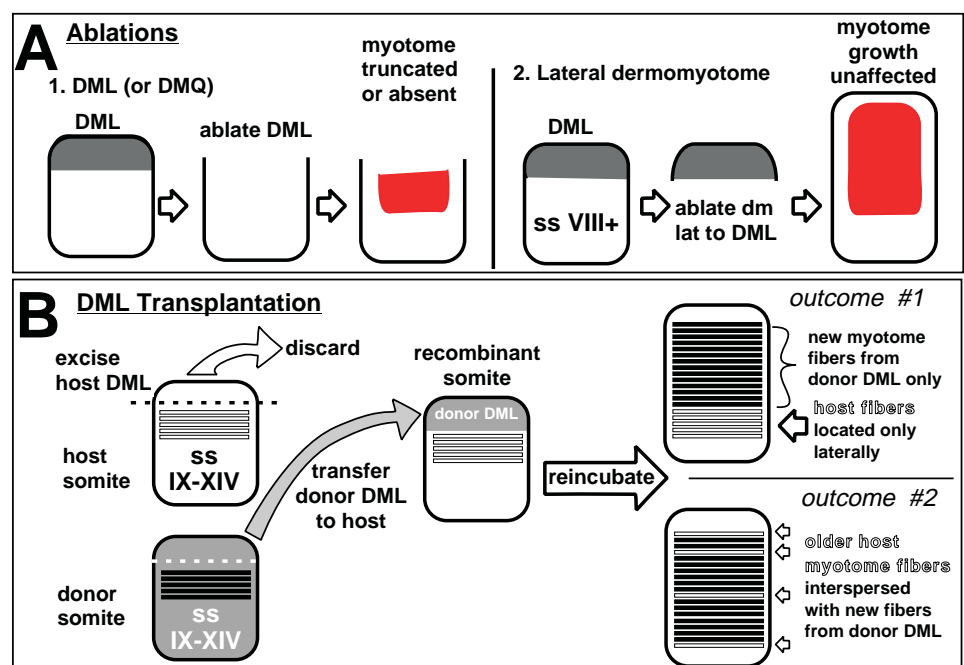 A Ablations
1. DML (or DMQ)
DML
ablate DML
myotome
truncated
or absent
2. Lateral dermomyotome
DML
ss VIII+
ablate dm
lat to DML
myotome
growth
unaffected
B DML Transplantation
excise
host DML
discard
host
somite
ss
IX-XIV
donor
somite
ss
IX-XIV
transfer
donor DML
to host
recombinant
somite
donor DML
reincubate
outcome #1
new myotome
fibers from
donor DML only
host fibers
located only
laterally
outcome #2
older host
myotome fibers
interspersed
with new fibers
from donor DML